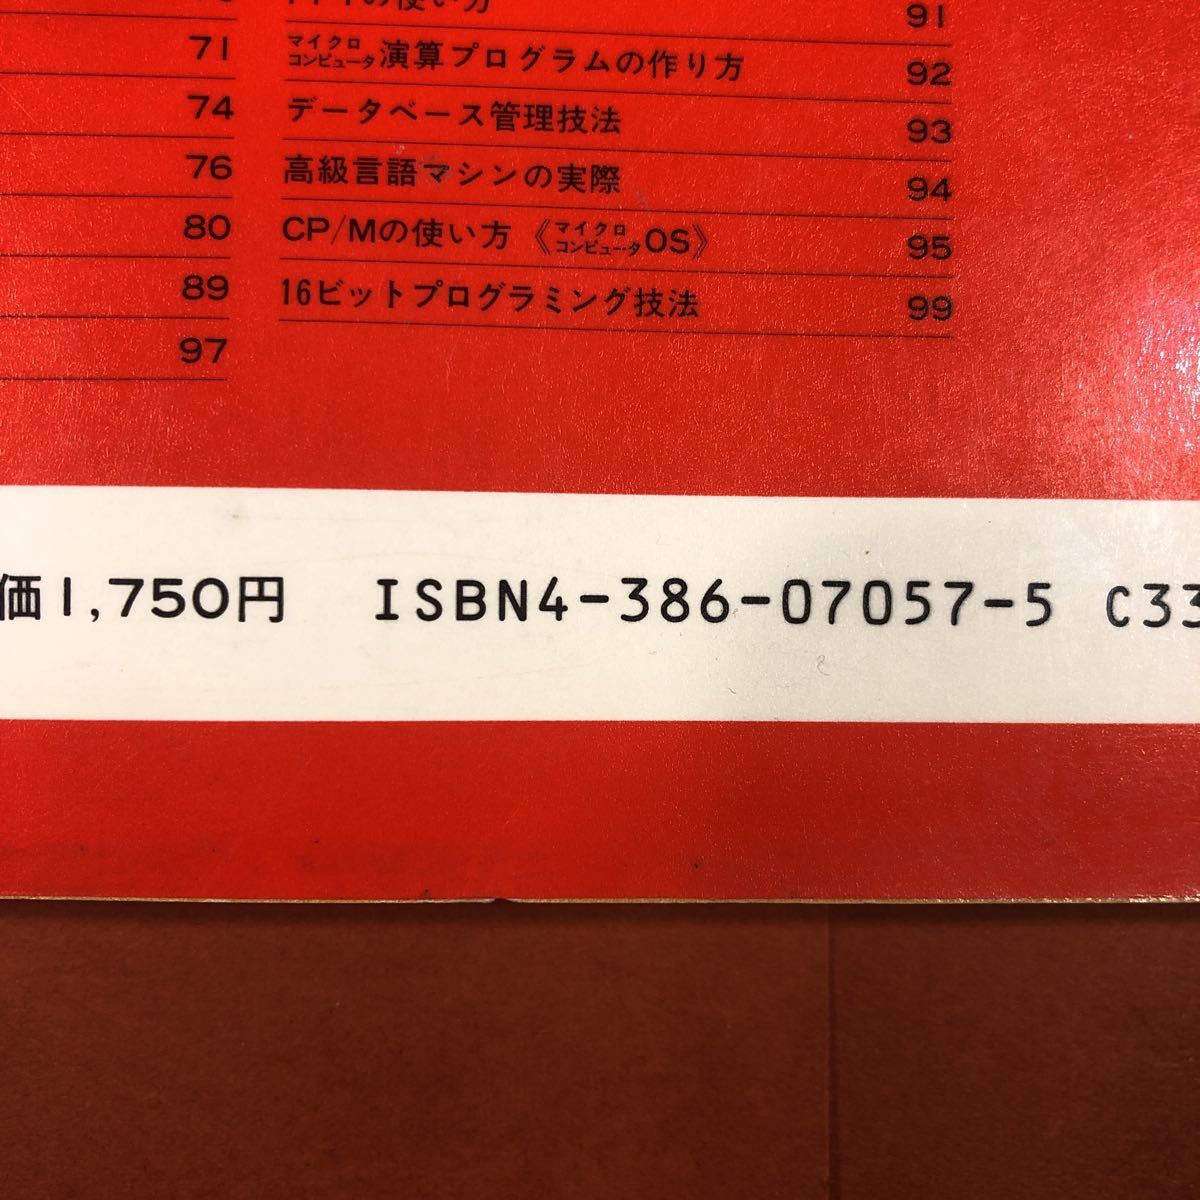 71
74
76
80
89
97
の使い方 91
マイクロコンピュータ演算プログラムの作り方 92
データベース管理技法 93
高級言語マシンの実際 94
CP/Mの使い方《マイクロコンピュータOS》 95
16ビットプログラミング技法 99
価1,750円 ISBN4-386-07057-5 C33